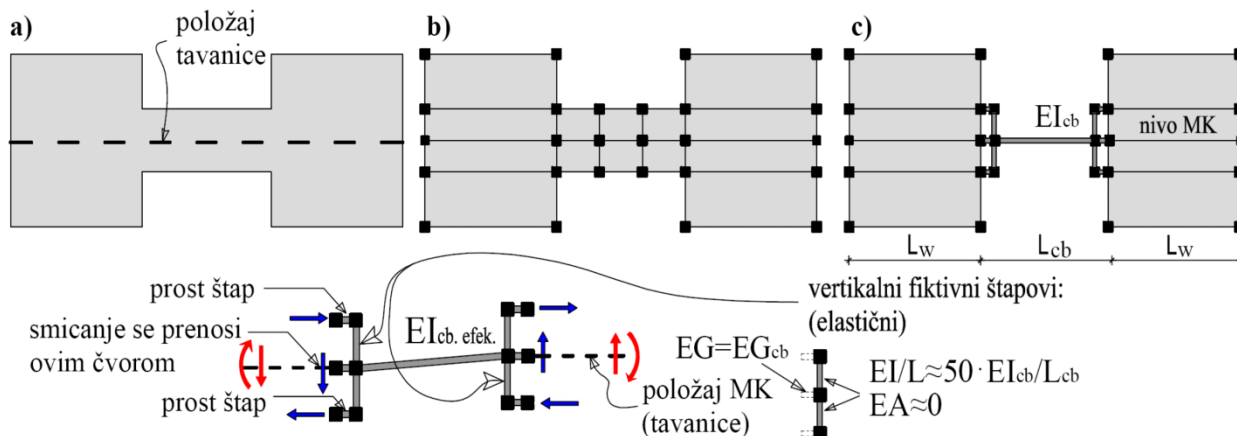 a)
položaj
tavanice
b)
c)
EIcb
nivo MK
Lw
Lcb
Lw
prost štap
smicanje se prenosi
ovim čvorom
prost štap
EIcb. efek.
položaj MK
(tavanice)
vertikalni fiktivni štapovi:
(elastični)
EG=EGcb
EI/L≈50·EIcb/Lcb
EA≈0